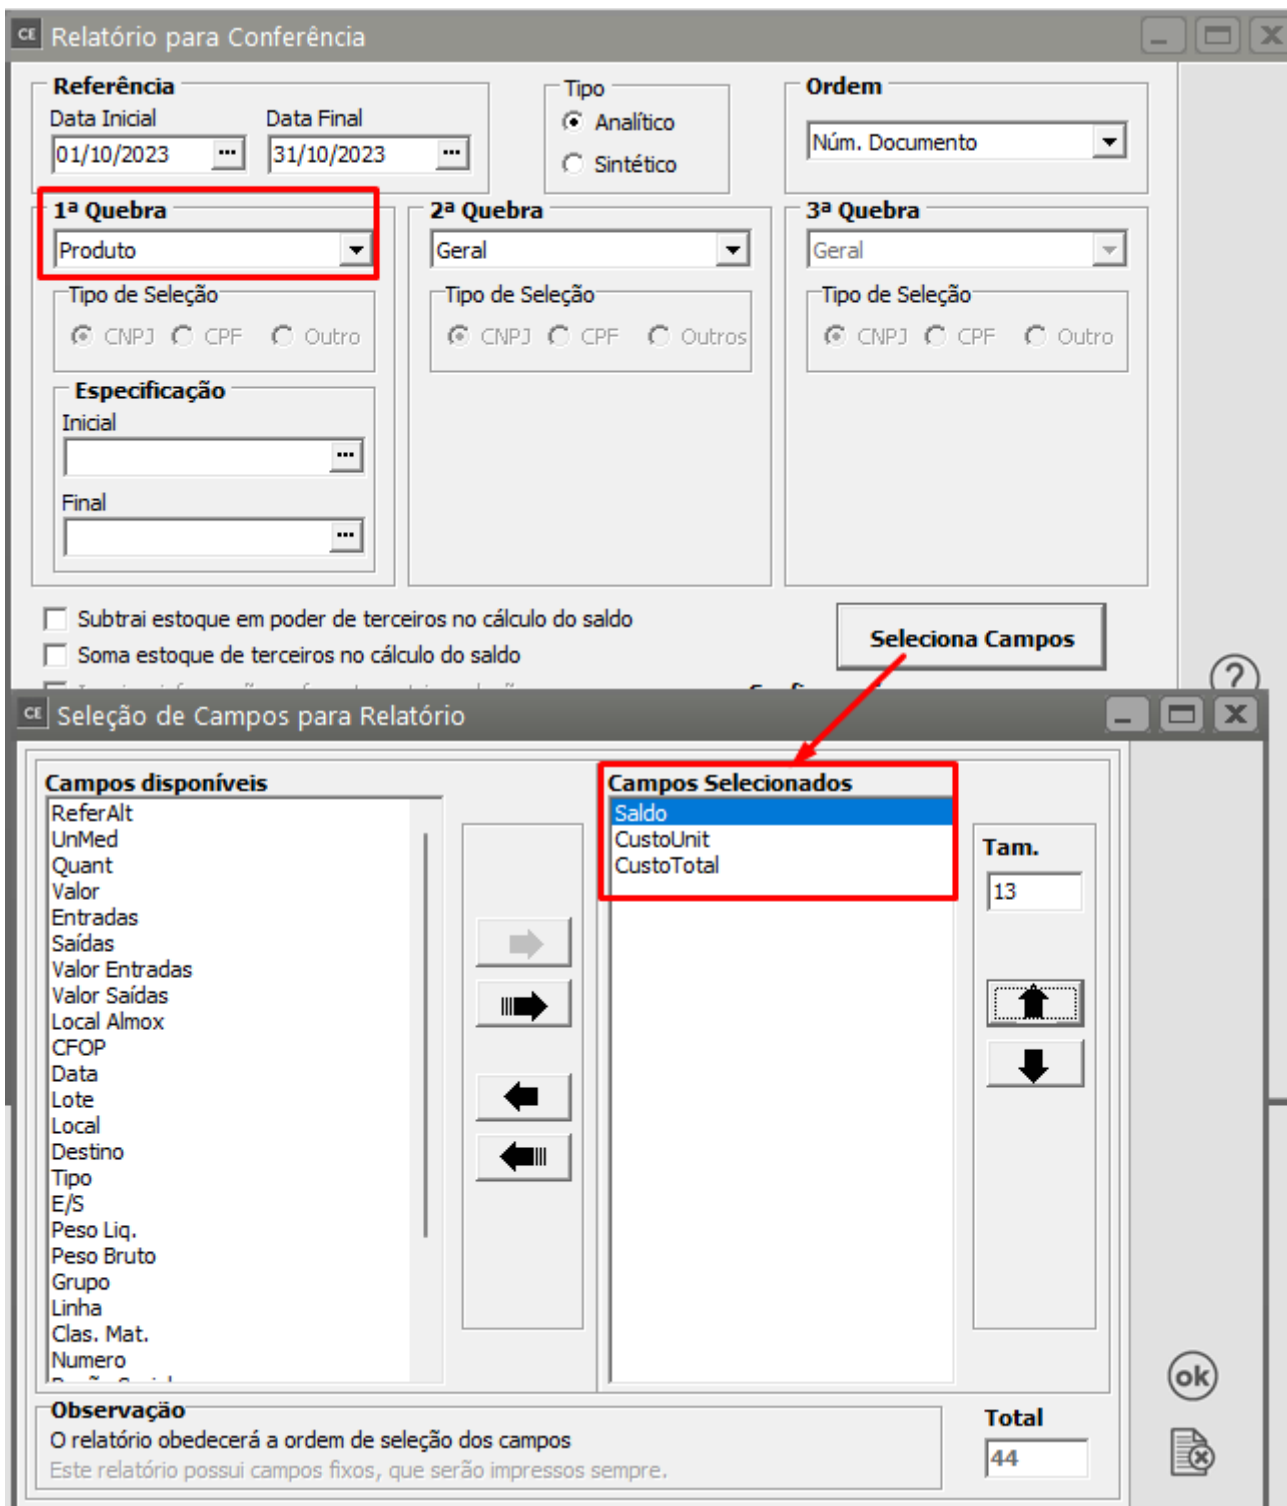 CE Relatório para Conferência
Referência
Data Inicial Data Final
01/10/2023 ... 31/10/2023 ...
Tipo
Analítico
Sintético
Ordem
Núm. Documento
1ª Quebra
Produto
Tipo de Seleção
CNPJ CPF Outro
Especificação
Inicial
...
Final
...
2ª Quebra
Geral
Tipo de Seleção
CNPJ CPF Outros
3ª Quebra
Geral
Tipo de Seleção
CNPJ CPF Outro
Subtrai estoque em poder de terceiros no cálculo do saldo
Soma estoque de terceiros no cálculo do saldo
Seleciona Campos
?
CE Seleção de Campos para Relatório
Campos disponíveis
ReferAlt
UnMed
Quant
Valor
Entradas
Saídas
Valor Entradas
Valor Saídas
Local Almox
CFOP
Data
Lote
Local
Destino
Tipo
E/S
Peso Liq.
Peso Bruto
Grupo
Linha
Clas. Mat.
Numero
Campos Selecionados
Saldo
CustoUnit
CustoTotal
Tam.
13
ok
Observação
O relatório obedecerá a ordem de seleção dos campos
Este relatório possui campos fixos, que serão impressos sempre.
Total
44